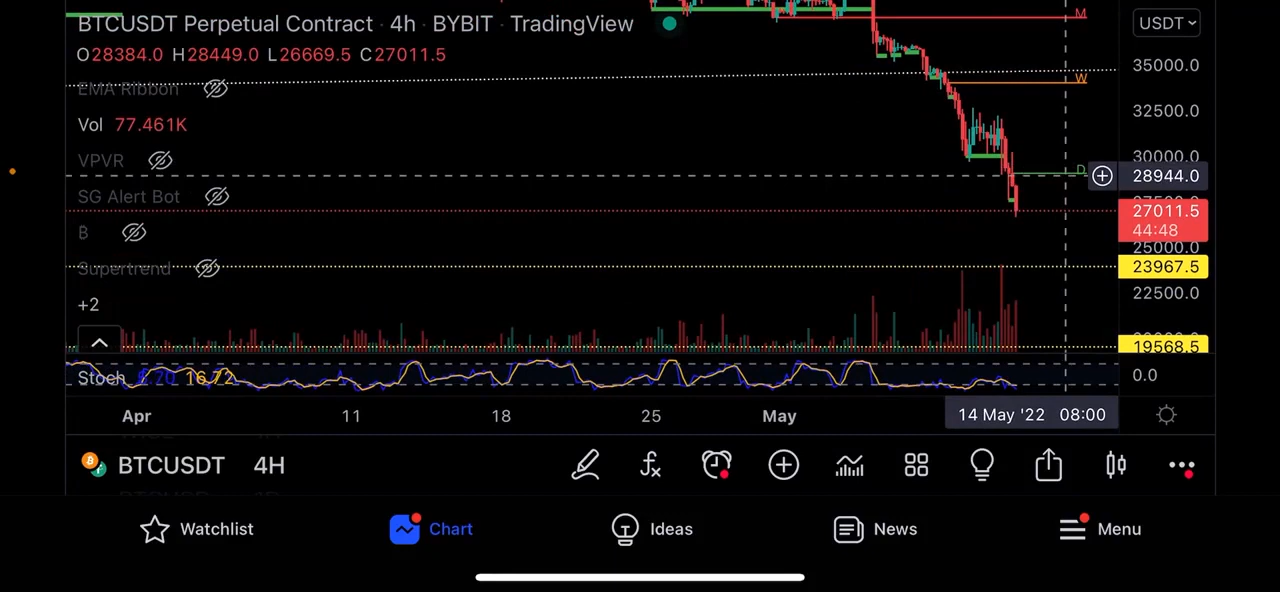 BTCUSDT Perpetual Contract · 4h · BYBIT · TradingView
O28384.0 H28449.0 L26669.5 C27011.5
EMA Ribbon
Vol 77.461K
VPVR
SG Alert Bot
B
Supertrend
+2
M
W
D
USDT
35000.0
32500.0
30000.0
28944.0
27011.5
44:48
25000.0
23967.5
22500.0
19568.5
Stoch 16.72
0.0
Apr 11 18 25 May 14 May '22 08:00
BTCUSDT 4H
Watchlist Chart Ideas News Menu